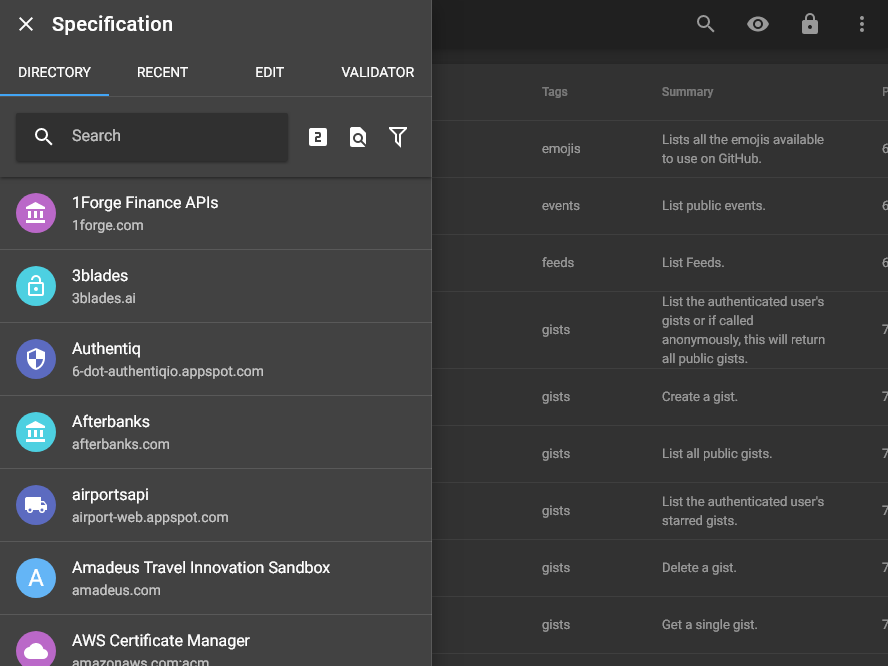 Specification
DIRECTORY
RECENT
EDIT
VALIDATOR
Search
2
1Forge Finance APIs
1forge.com
3blades
3blades.ai
Authentiq
6-dot-authentiqio.appspot.com
Afterbanks
afterbanks.com
airportsapi
airport-web.appspot.com
A
Amadeus Travel Innovation Sandbox
amadeus.com
AWS Certificate Manager
amazonaws.com:acm
Tags
Summary
P
emojis
Lists all the emojis available
to use on GitHub.
6
events
List public events.
6
feeds
List Feeds.
6
gists
List the authenticated user's
gists or if called
anonymously, this will return
all public gists.
7
gists
Create a gist.
7
gists
List all public gists.
7
gists
List the authenticated user's
starred gists.
7
gists
Delete a gist.
7
gists
Get a single gist.
7